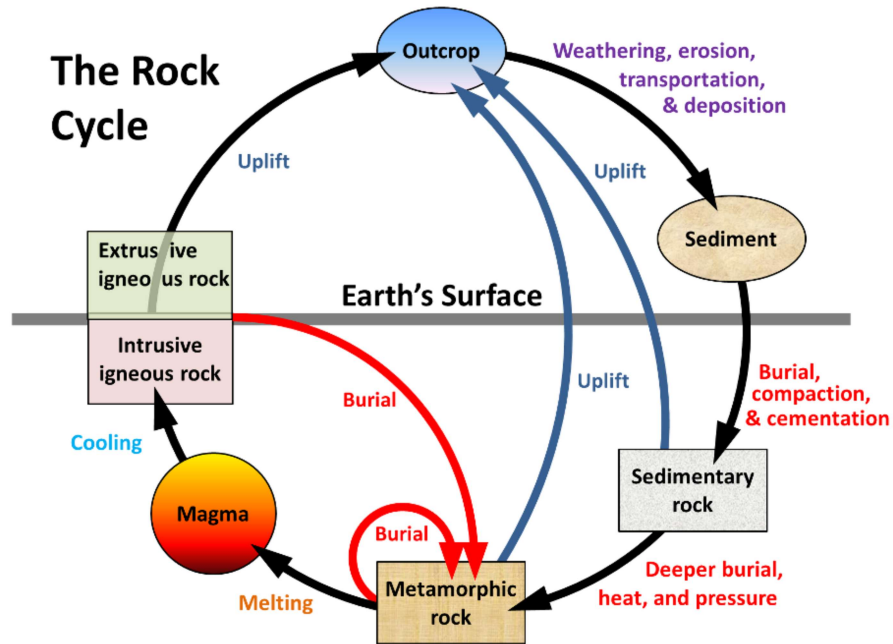 The Rock
Cycle
Outcrop
Weathering, erosion,
transportation,
& deposition
Uplift
Uplift
Sediment
Extrusive
igneous rock
Earth's Surface
Intrusive
igneous rock
Burial
Uplift
Burial,
compaction,
& cementation
Cooling
Sedimentary
rock
Magma
Burial
Metamorphic
rock
Deeper burial,
heat, and pressure
Melting